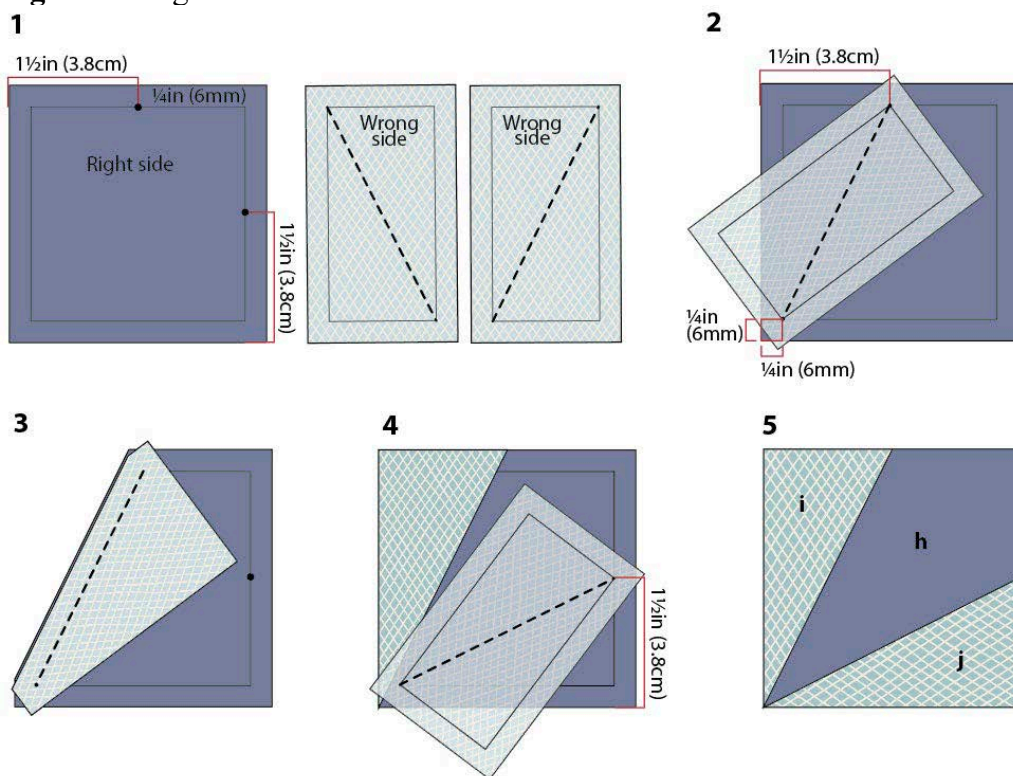 1
1½in (3.8cm)
¼in (6mm)
Right side
1½in (3.8cm)
Wrong
side
Wrong
side
2
1½in (3.8cm)
¼in
(6mm)
¼in (6mm)
3
4
1½in (3.8cm)
5
i
h
j